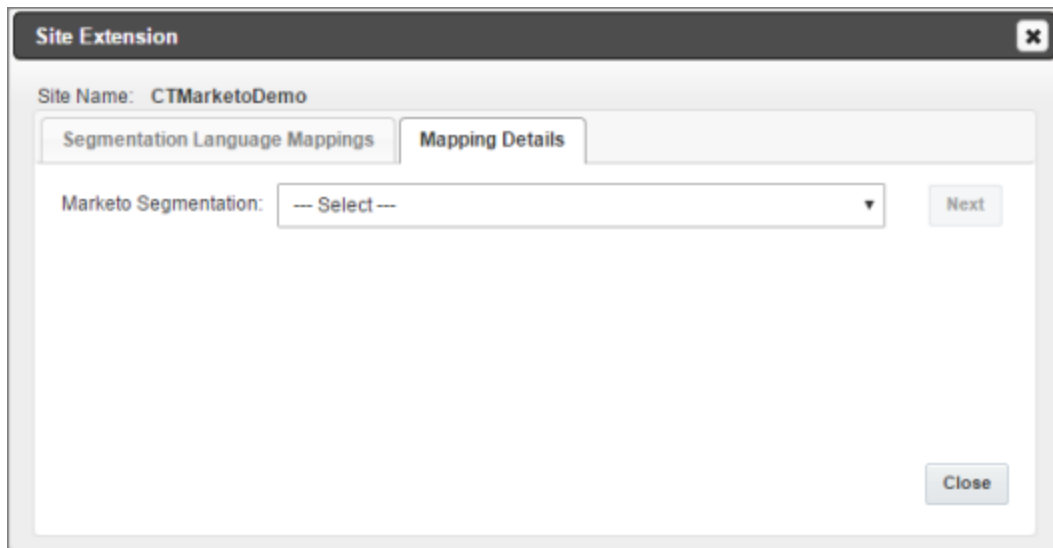 Site Extension
Site Name: CTMarketoDemo
Segmentation Language Mappings Mapping Details
Marketo Segmentation: --- Select --- Next
Close